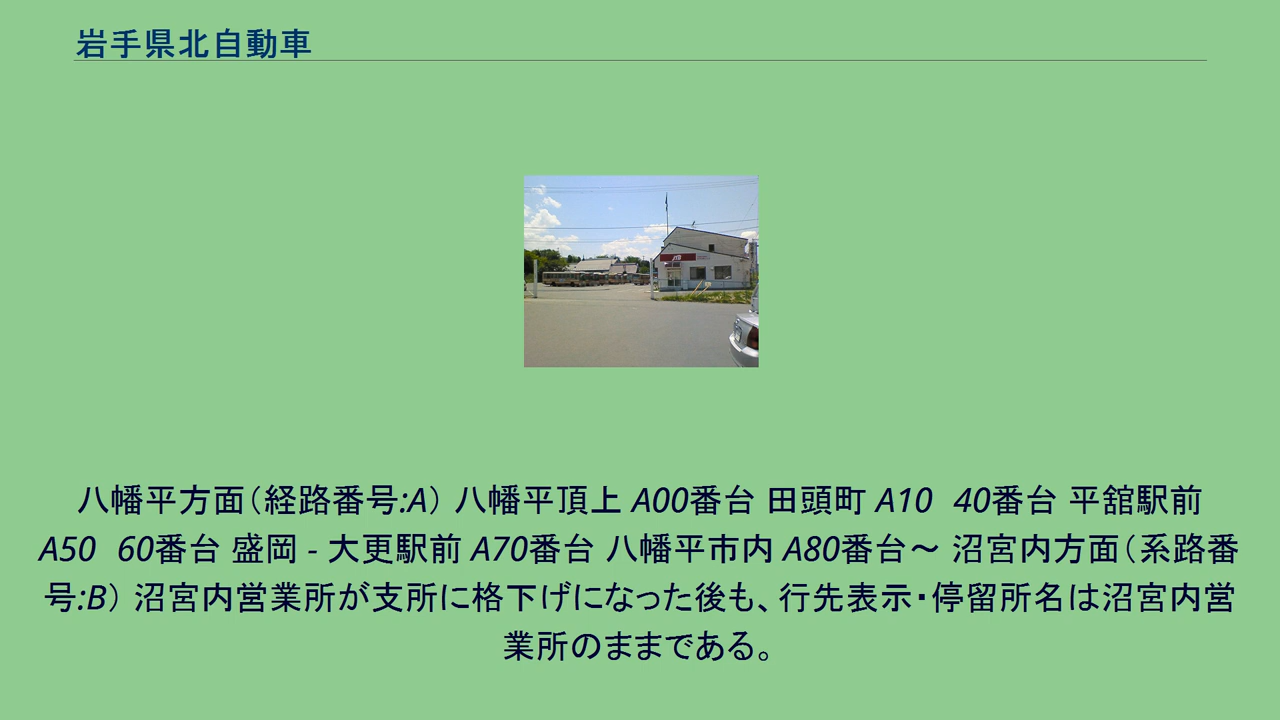 岩手県北自動車
JTB
八幡平方面（経路番号:A） 八幡平頂上 A00番台 田頭町 A10 40番台 平舘駅前
A50 60番台 盛岡 - 大更駅前 A70番台 八幡平市内 A80番台～ 沼宮内方面（系路番
号:B） 沼宮内営業所が支所に格下げになった後も、行先表示・停留所名は沼宮内営
業所のままである。